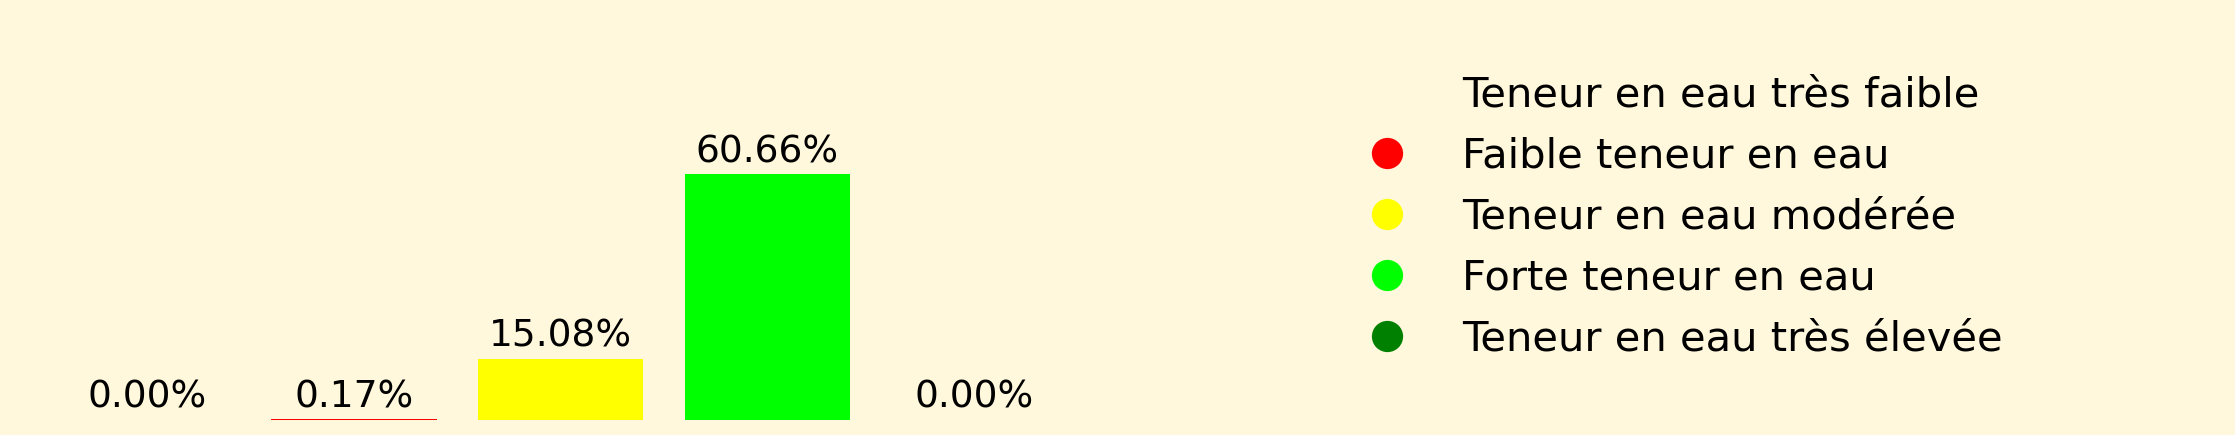 60.66%
15.08%
0.00%
0.17%
0.00%
Teneur en eau très faible
Faible teneur en eau
Teneur en eau modérée
Forte teneur en eau
Teneur en eau très élevée